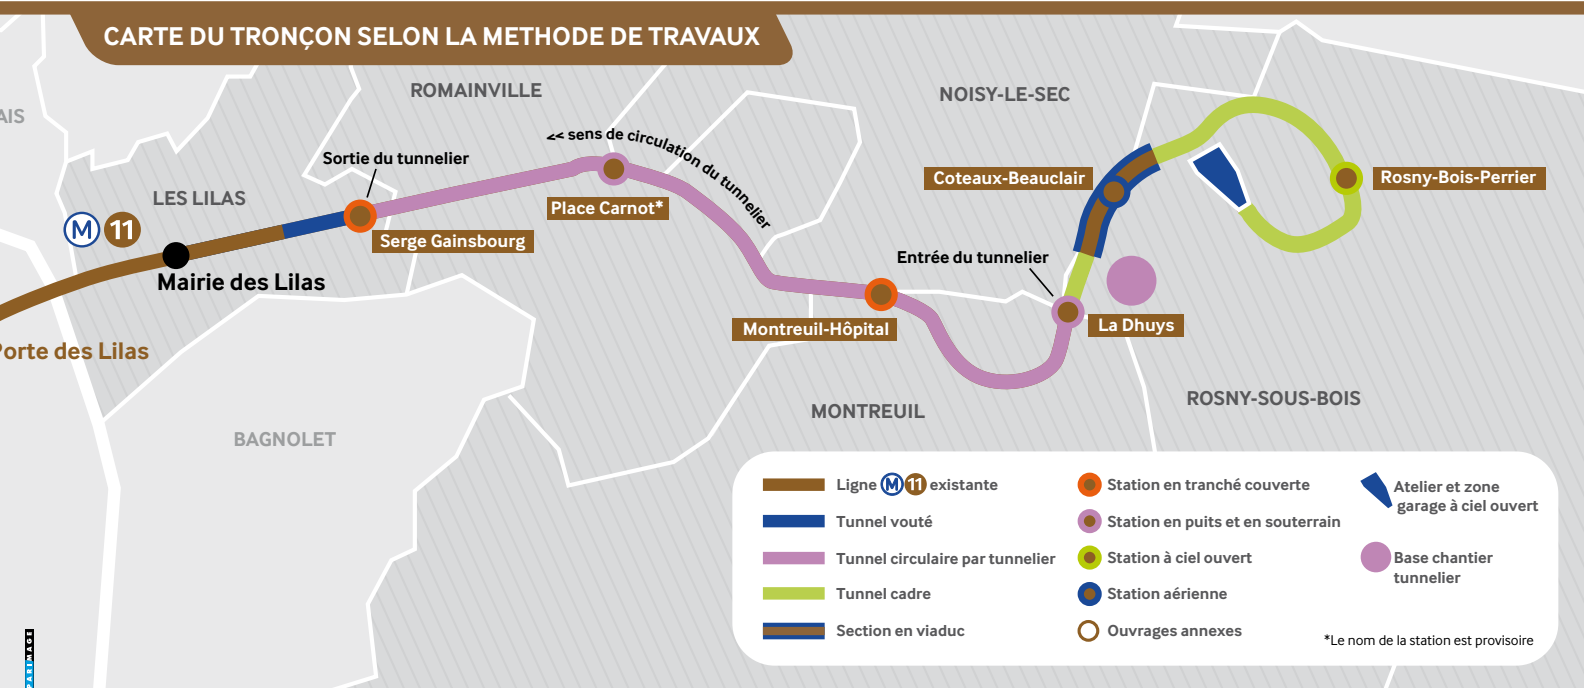 CARTE DU TRONÇON SELON LA METHODE DE TRAVAUX
ROMAINVILLE
NOISY-LE-SEC
AIS
<< sens de circulation du tunnelier
Sortie du tunnelier
LES LILAS
Coteaux-Beauclair
Rosny-Bois-Perrier
Place Carnot*
M 11
Serge Gainsbourg
Entrée du tunnelier
Mairie des Lilas
Montreuil-Hôpital
La Dhuys
Porte des Lilas
MONTREUIL
ROSNY-SOUS-BOIS
BAGNOLET
Ligne M 11 existante
Tunnel vouté
Tunnel circulaire par tunnelier
Tunnel cadre
Section en viaduc
Station en tranché couverte
Station en puits et en souterrain
Station à ciel ouvert
Station aérienne
Ouvrages annexes
Atelier et zone
garage à ciel ouvert
Base chantier
tunnelier
*Le nom de la station est provisoire
PARIMAGE